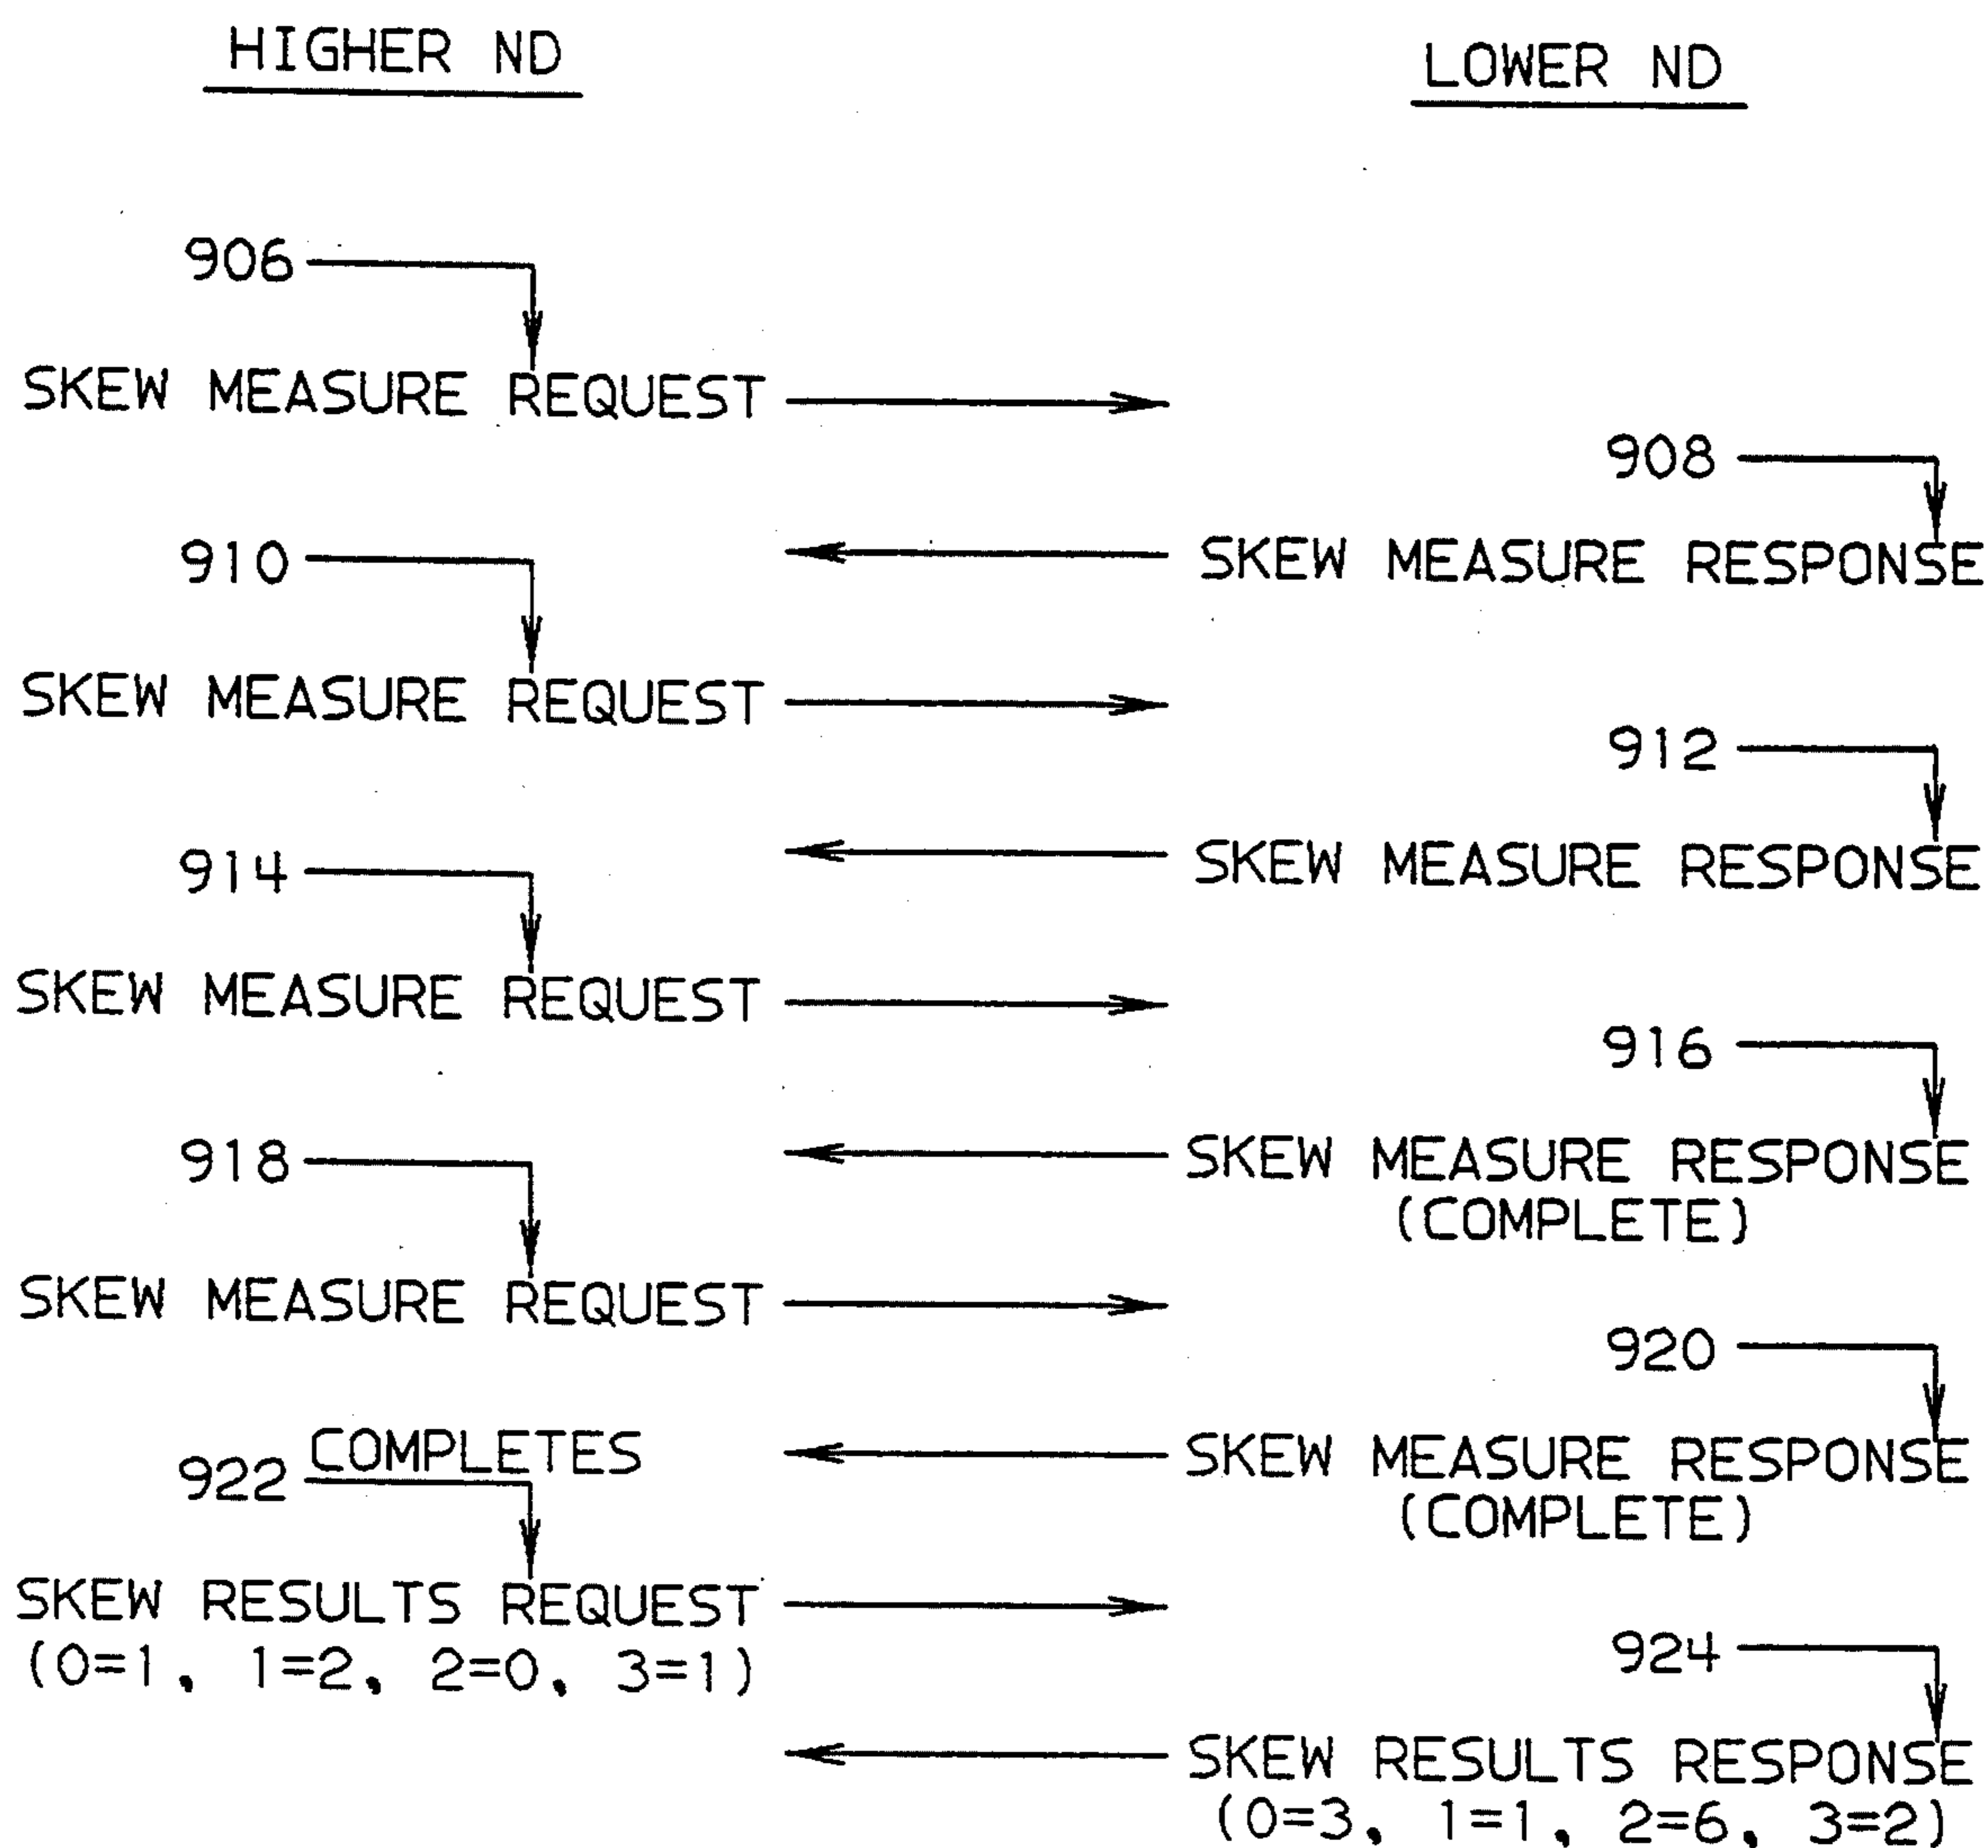 HIGHER ND
LOWER ND
906
SKEW MEASURE REQUEST
908
SKEW MEASURE RESPONSE
910
SKEW MEASURE REQUEST
912
SKEW MEASURE RESPONSE
914
SKEW MEASURE REQUEST
916
SKEW MEASURE RESPONSE
(COMPLETE)
918
SKEW MEASURE REQUEST
920
SKEW MEASURE RESPONSE
(COMPLETE)
922 COMPLETES
SKEW RESULTS REQUEST
(0=1, 1=2, 2=0, 3=1)
924
SKEW RESULTS RESPONSE
(0=3, 1=1, 2=6, 3=2)